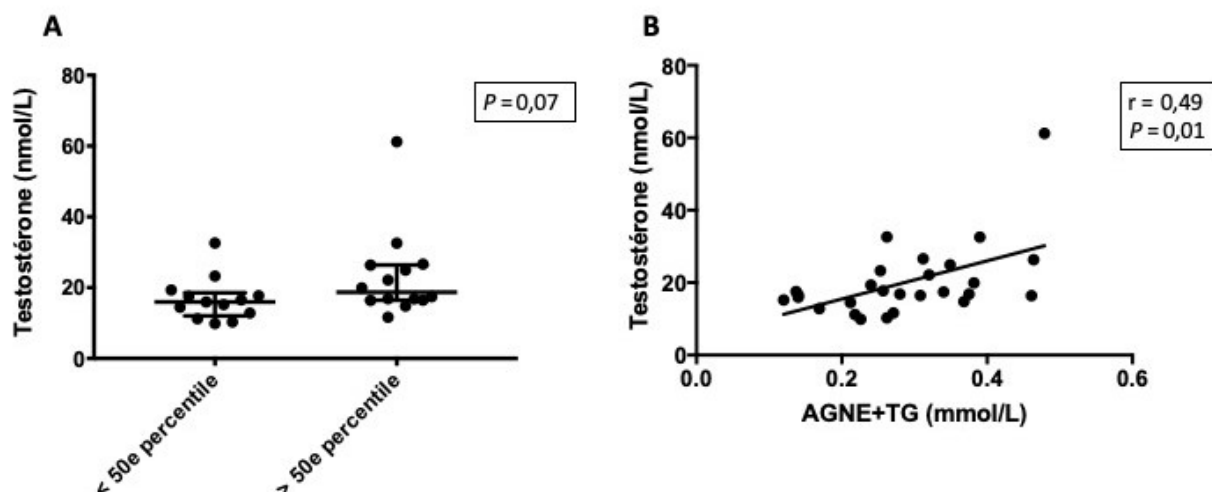 A
Testostérone (nmol/L)
80
60
40
20
0
P = 0,07
< 50e percentile
> 50e percentile
B
Testostérone (nmol/L)
80
60
40
20
0
r = 0,49
P = 0,01
0.0
0.2
0.4
0.6
AGNE+TG (mmol/L)